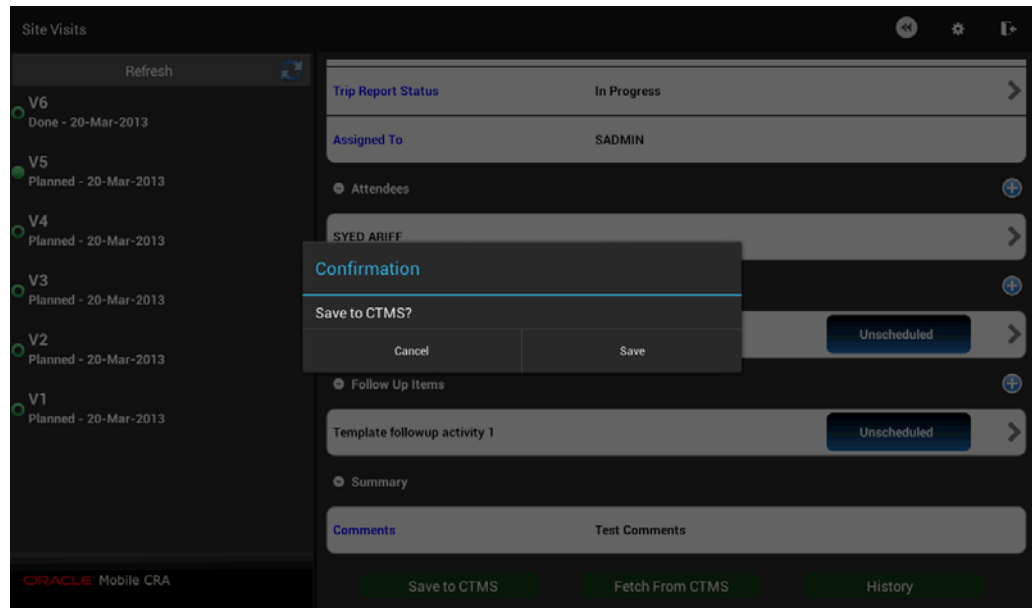 Site Visits
Refresh
V6
Done - 20-Mar-2013
V5
Planned - 20-Mar-2013
V4
Planned - 20-Mar-2013
V3
Planned - 20-Mar-2013
V2
Planned - 20-Mar-2013
V1
Planned - 20-Mar-2013
ORACLE Mobile CRA
Trip Report Status In Progress
Assigned To SADMIN
Attendees
SYED ARIFF
Confirmation
Save to CTMS?
Cancel Save
Unscheduled
Follow Up Items
Template followup activity 1 Unscheduled
Summary
Comments Test Comments
Save to CTMS Fetch From CTMS History